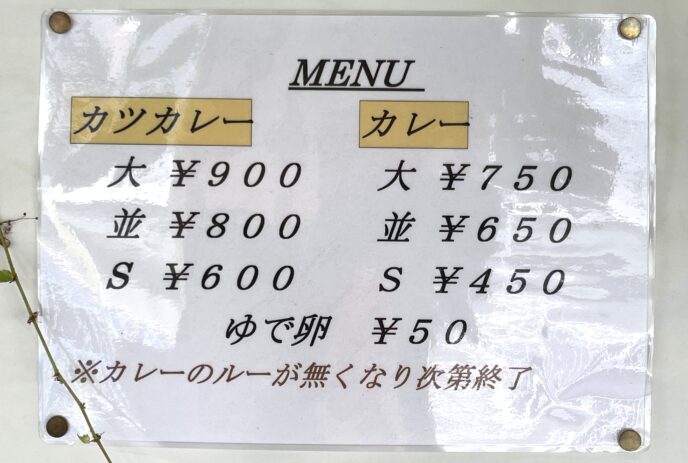 MENU
カツカレー カレー
大 ￥９００ 大 ￥７５０
並 ￥８００ 並 ￥６５０
S ￥６００ S ￥４５０
ゆで卵 ￥５０
※カレーのルーが無くなり次第終了